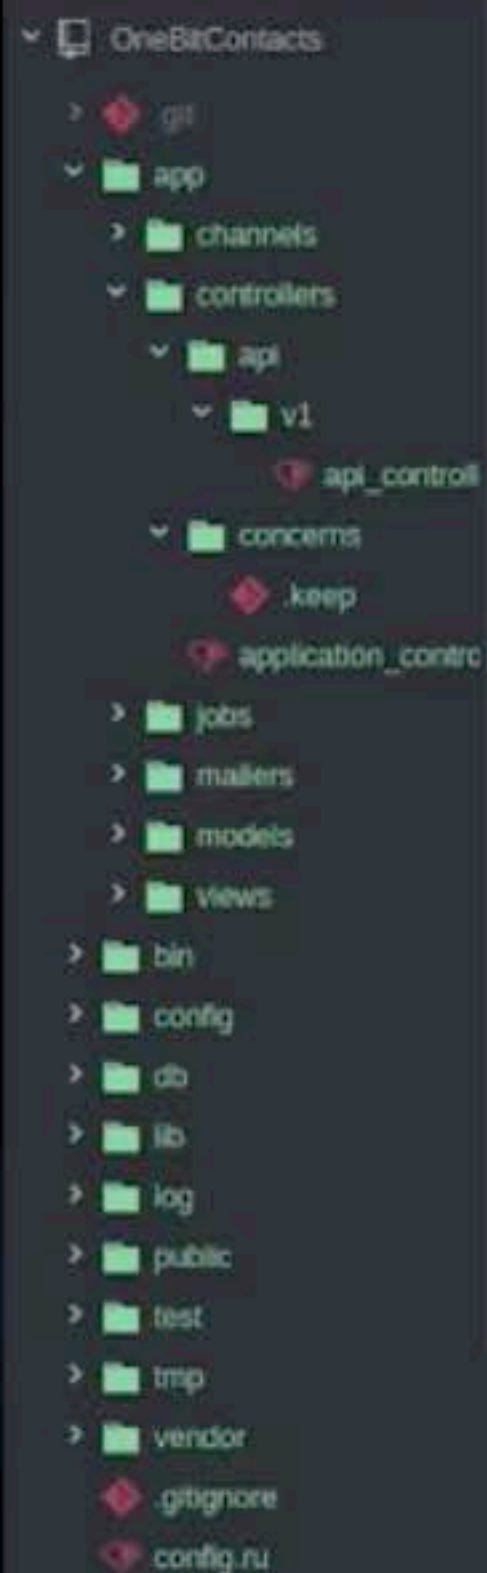 OneBitContacts
.git
app
channels
controllers
api
v1
api_controll
concerns
.keep
application_contrc
jobs
mailers
models
views
bin
config
db
lib
log
public
test
tmp
vendor
.gitignore
config.ru